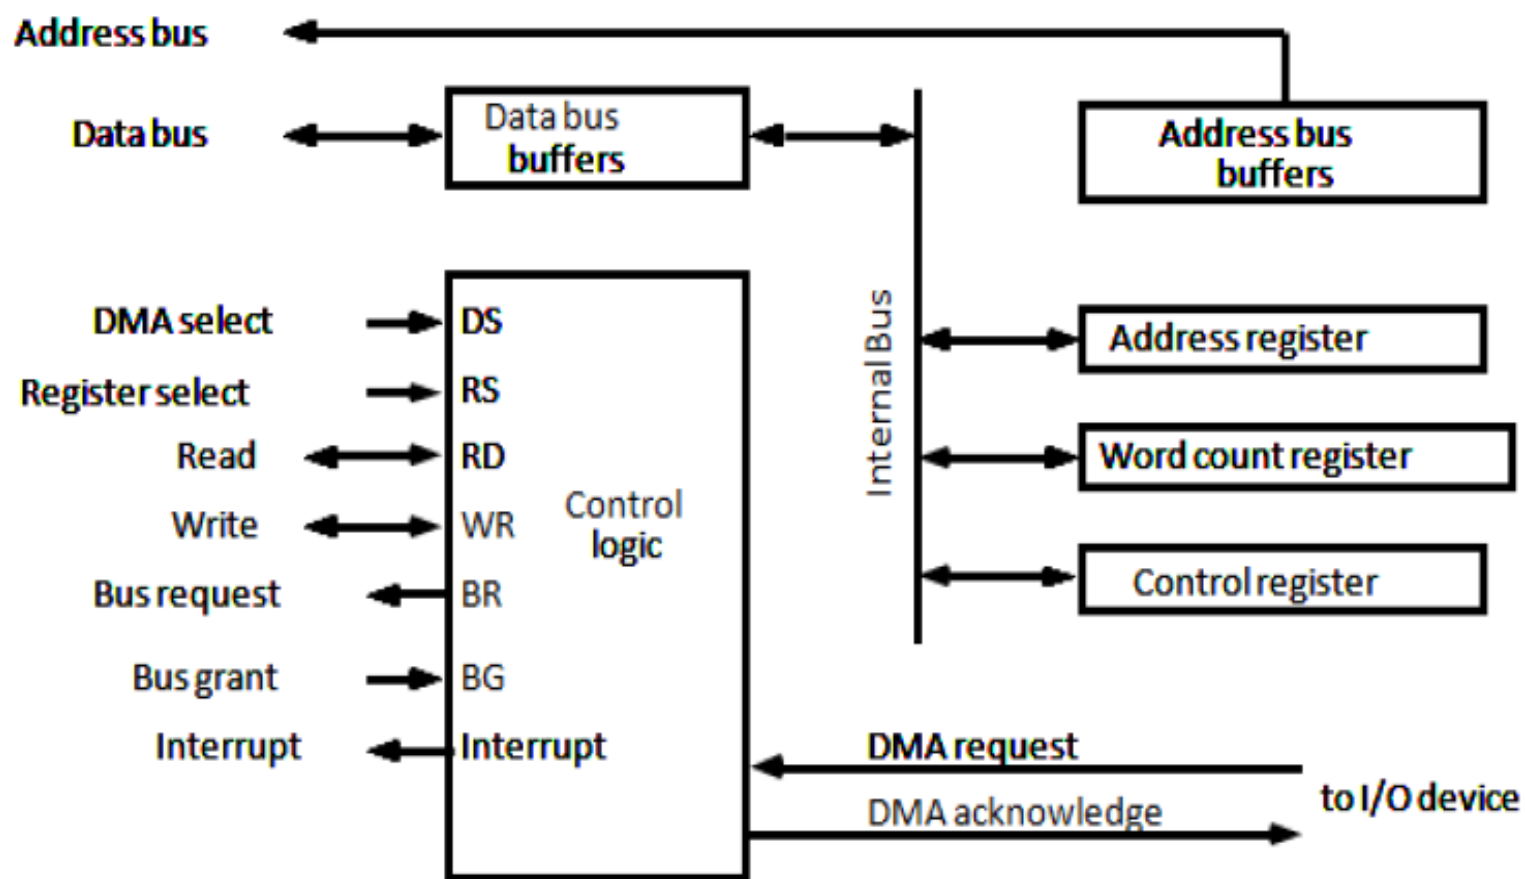 Address bus
Data bus
Data bus
buffers
Address bus
buffers
DMA select
DS
Register select
RS
Read
RD
Write
WR
Bus request
BR
Bus grant
BG
Interrupt
Interrupt
Control
logic
Internal Bus
Address register
Word count register
Control register
DMA request
DMA acknowledge
to I/O device